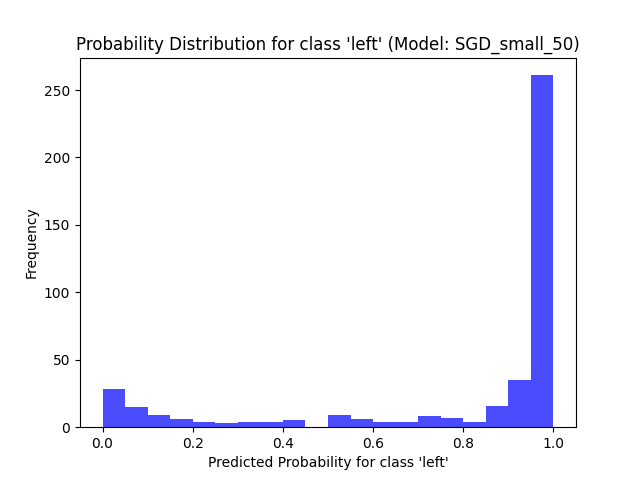 Probability Distribution for class 'left' (Model: SGD_small_50)
250
200
150
100
50
0
Frequency
0.0 0.2 0.4 0.6 0.8 1.0
Predicted Probability for class 'left'